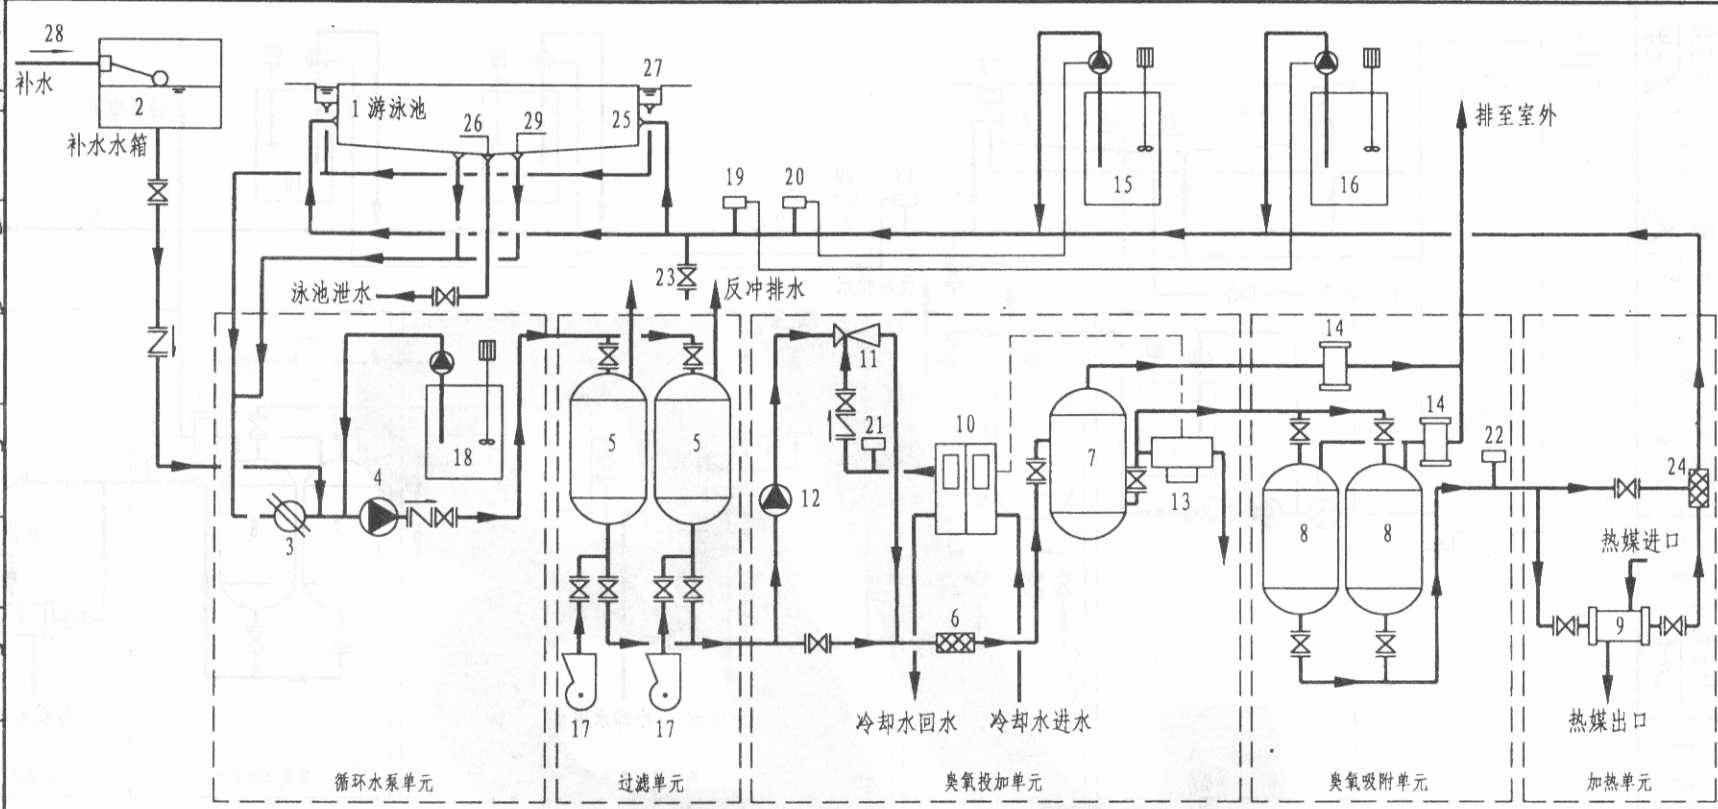 28
补水
2
补水水箱
1 游泳池
26
29
25
27
19
20
15
16
排至室外
泳池泄水
23
反冲排水
3
4
18
5
5
17
17
12
11
21
10
6
7
13
冷却水回水
冷却水进水
14
14
8
8
22
24
热媒进口
9
热媒出口
循环水泵单元
过滤单元
臭氧投加单元
臭氧吸附单元
加热单元